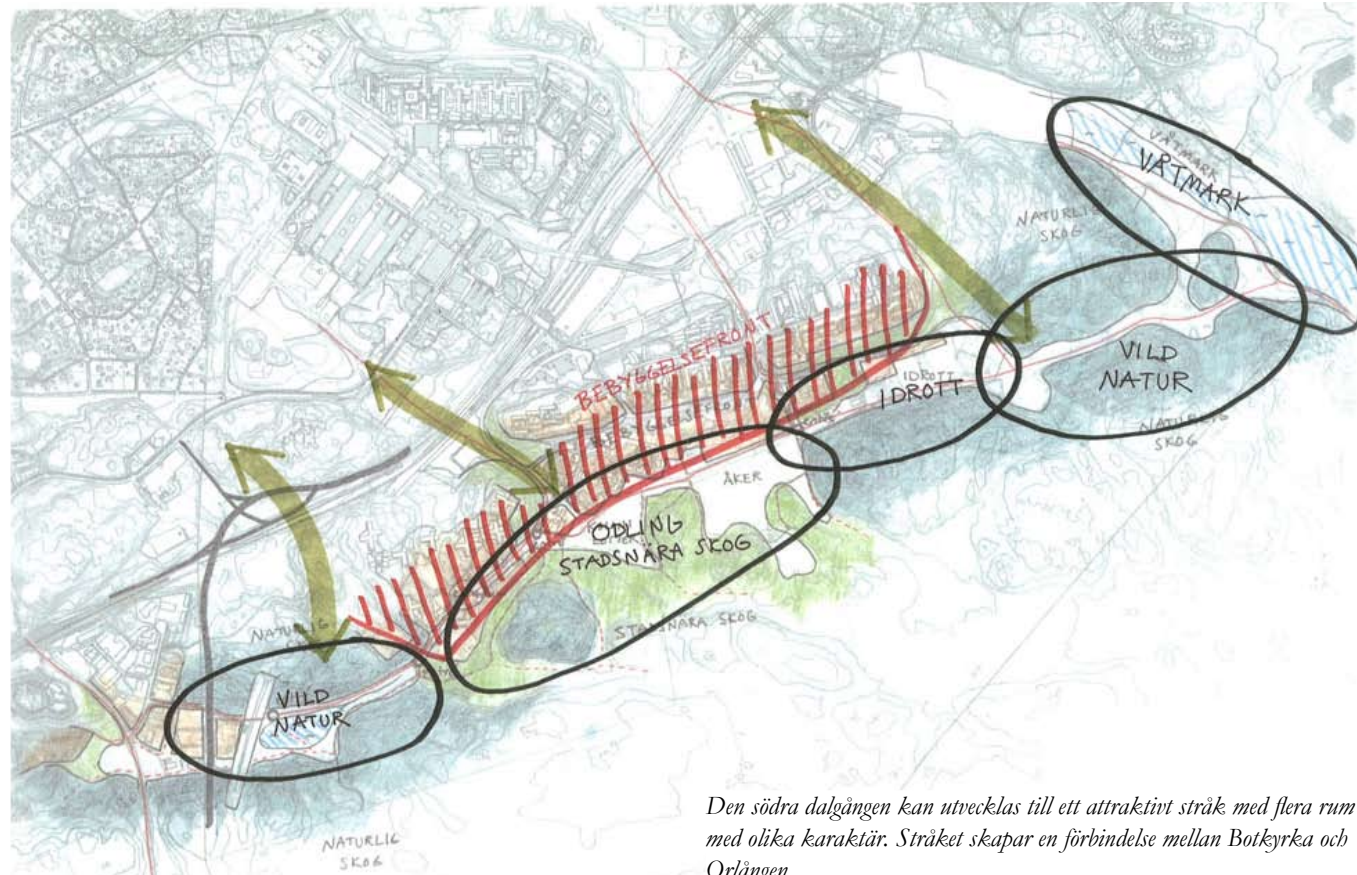 VÅTMARK
VÅTMARK
NATURLIG
SKOG
VILD
NATUR
NATURLIG
SKOG
BEBYGGELSEFRONT
BEBYGGELSEFRONT
IDROTT
IDROTT
ÅKER
ODLING
STADSNÄRA SKOG
STADSNÄRA SKOG
NATURLIG
VILD
NATUR
NATURLIG
SKOG
Den södra dalgången kan utvecklas till ett attraktivt stråk med flera rum
med olika karaktär. Stråket skapar en förbindelse mellan Botkyrka och
Orlången